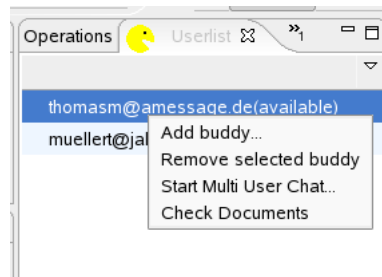 Operations Userlist »1
thomasm@amessage.de(available)
muellert@jal
Add buddy...
Remove selected buddy
Start Multi User Chat...
Check Documents